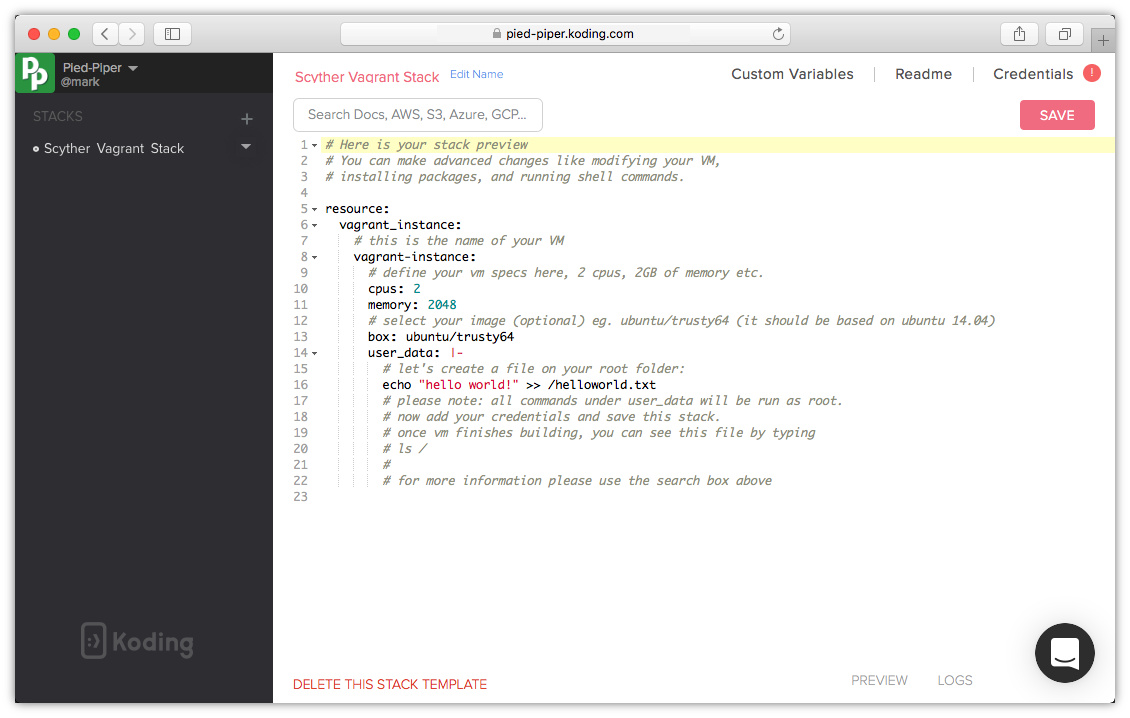 pied-piper.koding.com
Pied-Piper
@mark
STACKS
Scyther Vagrant Stack
Koding
Scyther Vagrant Stack Edit Name
Custom Variables Readme Credentials !
Search Docs, AWS, S3, Azure, GCP...
SAVE
1 # Here is your stack preview
2 # You can make advanced changes like modifying your VM,
3 # installing packages, and running shell commands.
4
5 resource:
6 vagrant_instance:
7 # this is the name of your VM
8 vagrant-instance:
9 # define your vm specs here, 2 cpus, 2GB of memory etc.
10 cpus: 2
11 memory: 2048
12 # select your image (optional) eg. ubuntu/trusty64 (it should be based on ubuntu 14.04)
13 box: ubuntu/trusty64
14 user_data: |-
15 # let's create a file on your root folder:
16 echo "hello world!" >> /helloworld.txt
17 # please note: all commands under user_data will be run as root.
18 # now add your credentials and save this stack.
19 # once vm finishes building, you can see this file by typing
20 # ls /
21 #
22 # for more information please use the search box above
23
DELETE THIS STACK TEMPLATE
PREVIEW LOGS